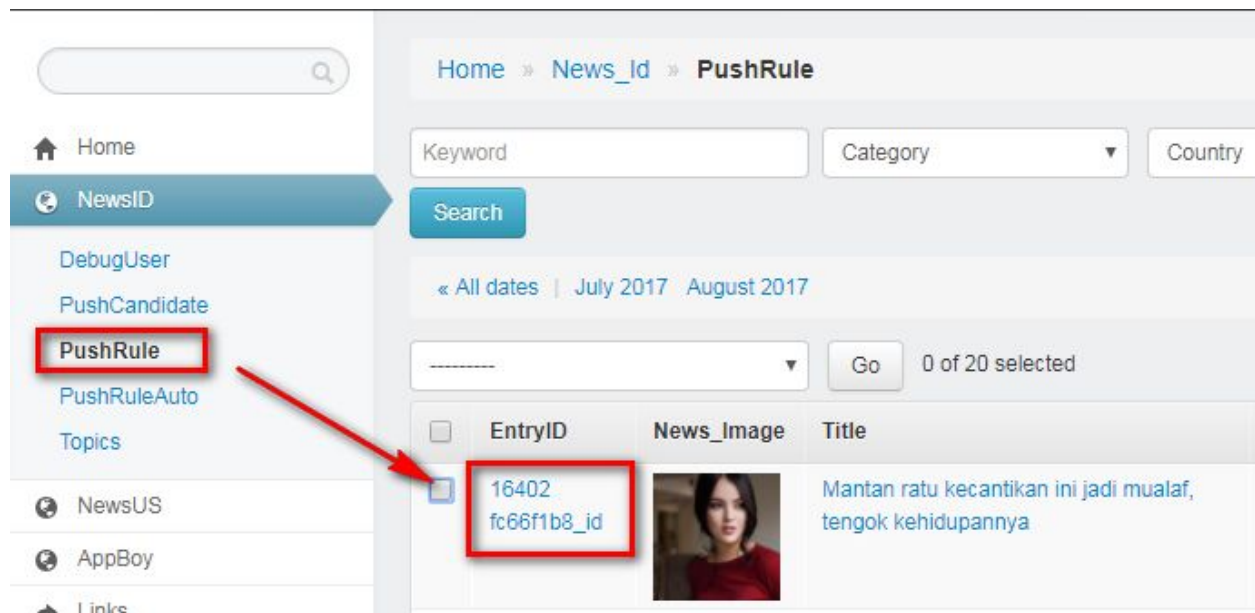 Home » News_Id » PushRule
Home
NewsID
DebugUser
PushCandidate
PushRule
PushRuleAuto
Topics
NewsUS
AppBoy
Links
Keyword
Category
Country
Search
« All dates | July 2017 August 2017
---------
Go
0 of 20 selected
EntryID News_Image Title
16402
fc66f1b8_id
Mantan ratu kecantikan ini jadi mualaf,
tengok kehidupannya